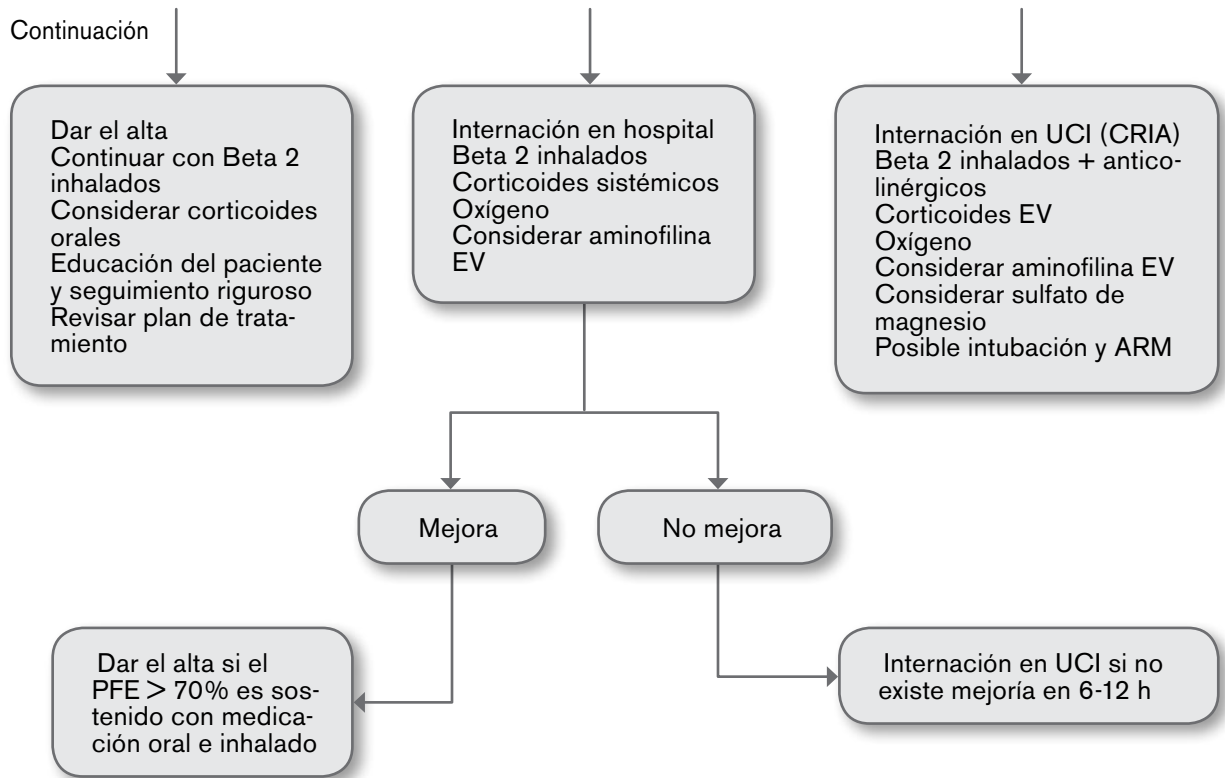 Continuación
Dar el alta
Continuar con Beta 2
inhalados
Considerar corticoides
orales
Educación del paciente
y seguimiento riguroso
Revisar plan de trata-
miento
Internación en hospital
Beta 2 inhalados
Corticoides sistémicos
Oxígeno
Considerar aminofilina
EV
Internación en UCI (CRIA)
Beta 2 inhalados + antico-
linérgicos
Corticoides EV
Oxígeno
Considerar aminofilina EV
Considerar sulfato de
magnesio
Posible intubación y ARM
Mejora
No mejora
Dar el alta si el
PFE > 70% es sos-
tenido con medica-
ción oral e inhalado
Internación en UCI si no
existe mejoría en 6-12 h